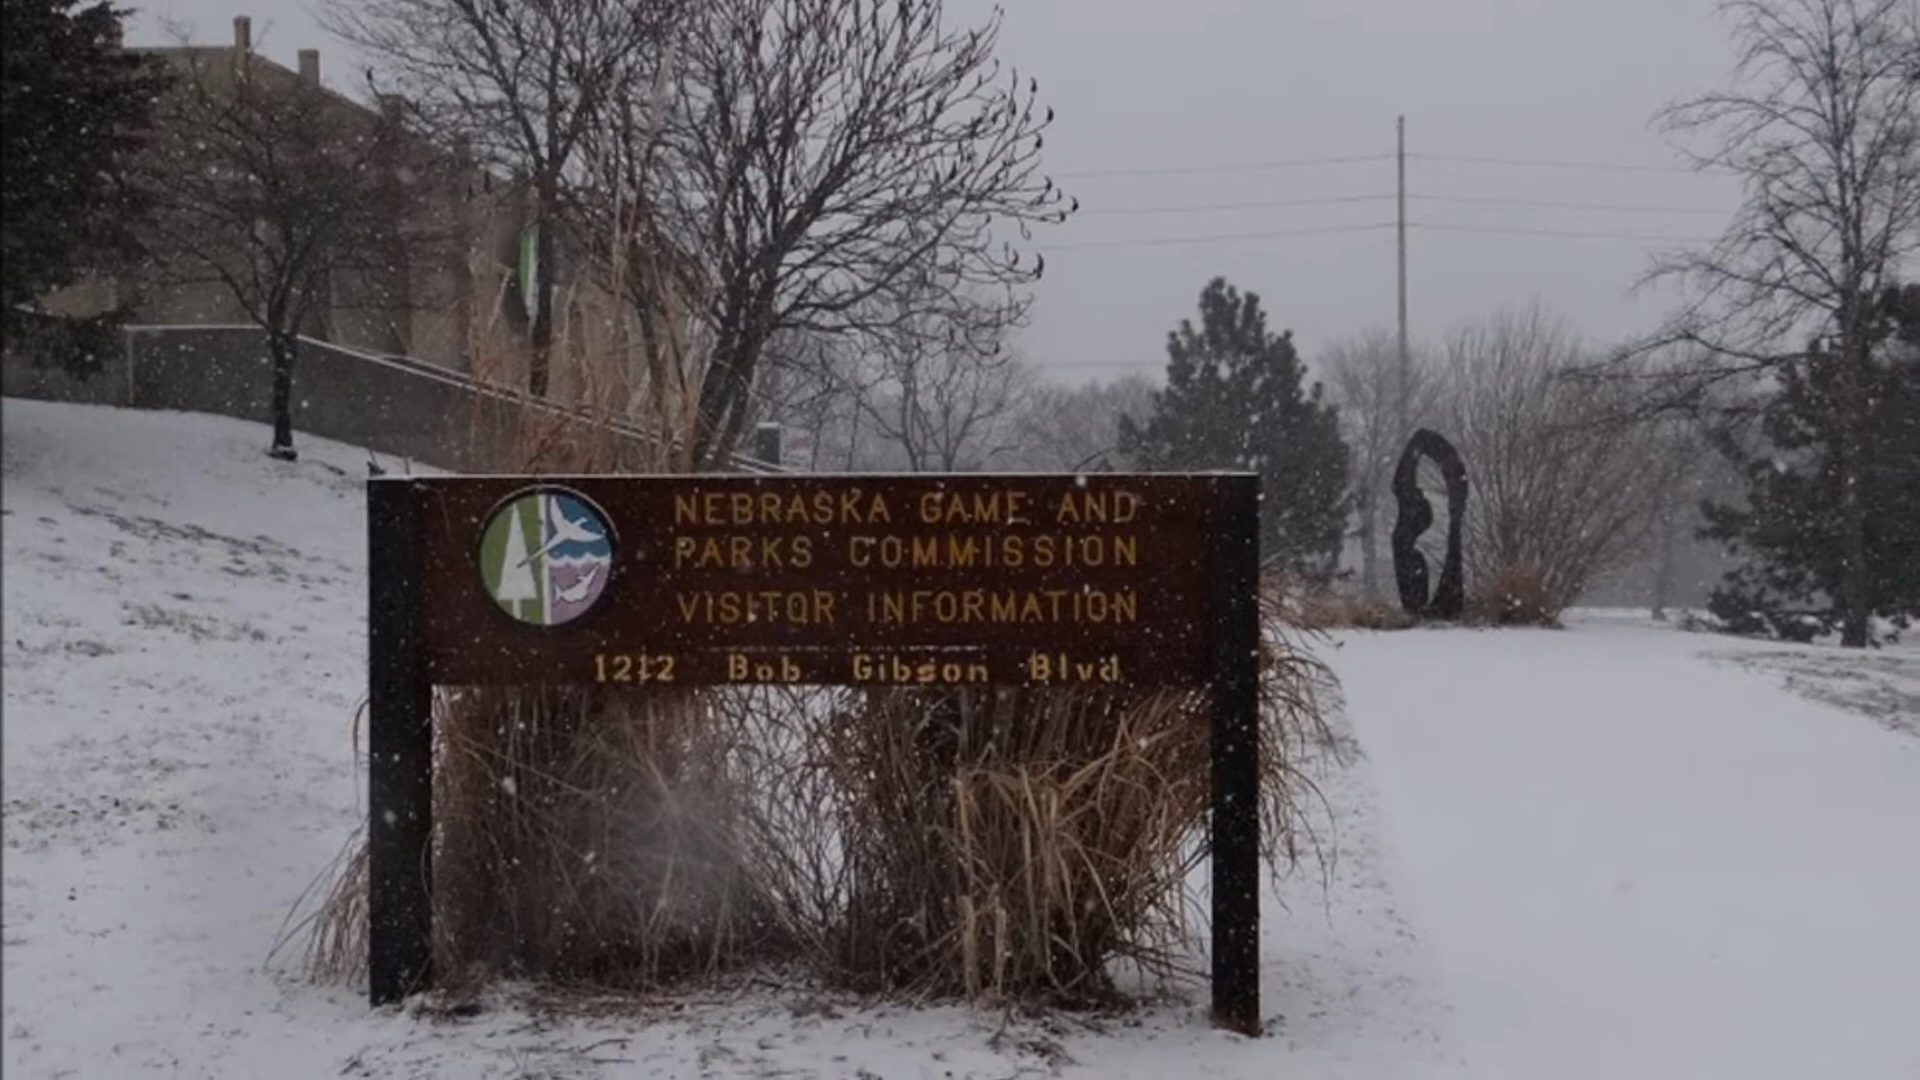 NEBRASKA GAME AND
PARKS COMMISSION
VISITOR INFORMATION
1212 Bob Gibson Blvd